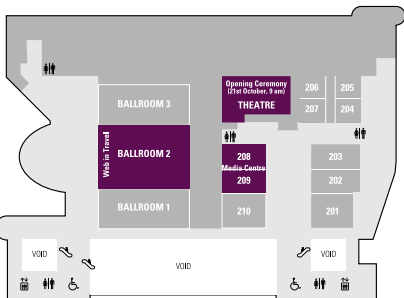 Opening Ceremony
(21st October, 9 am)
THEATRE
206
205
207
204
BALLROOM 3
Web in Travel
BALLROOM 2
208
Media Centre
209
203
202
BALLROOM 1
210
201
VOID
VOID
VOID